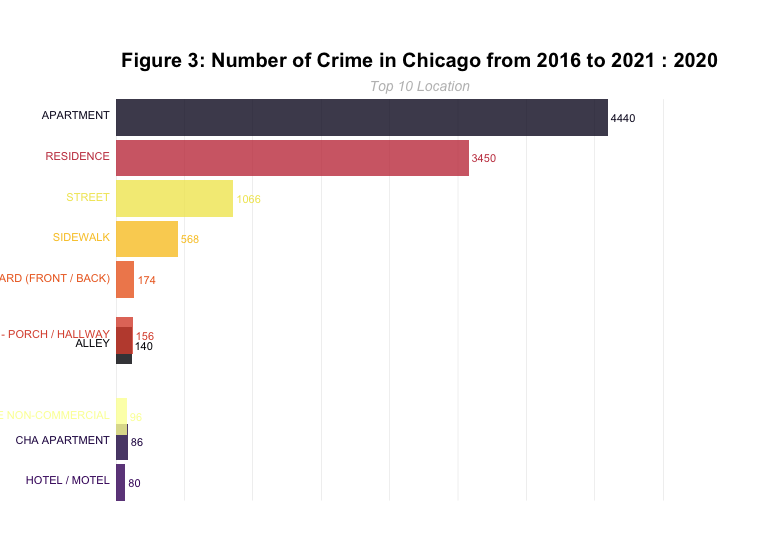 Figure 3: Number of Crime in Chicago from 2016 to 2021 : 2020
Top 10 Location
APARTMENT
4440
RESIDENCE
3450
STREET
1066
SIDEWALK
568
ARD (FRONT / BACK)
174
- PORCH / HALLWAY
156
ALLEY
140
E NON-COMMERCIAL
CHA APARTMENT
86
HOTEL / MOTEL
80